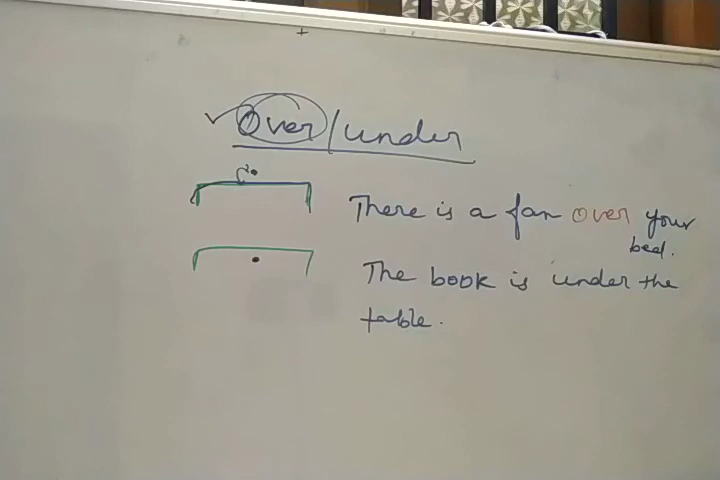 Over/under
There is a fan over your
bed.
The book is under the
table.